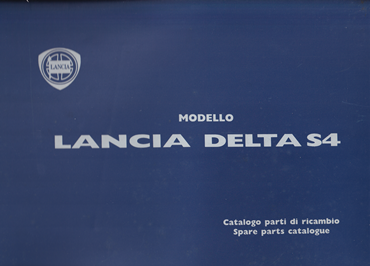 LANCIA
MODELLO
LANCIA DELTA S4
Catalogo parti di ricambio
Spare parts catalogue